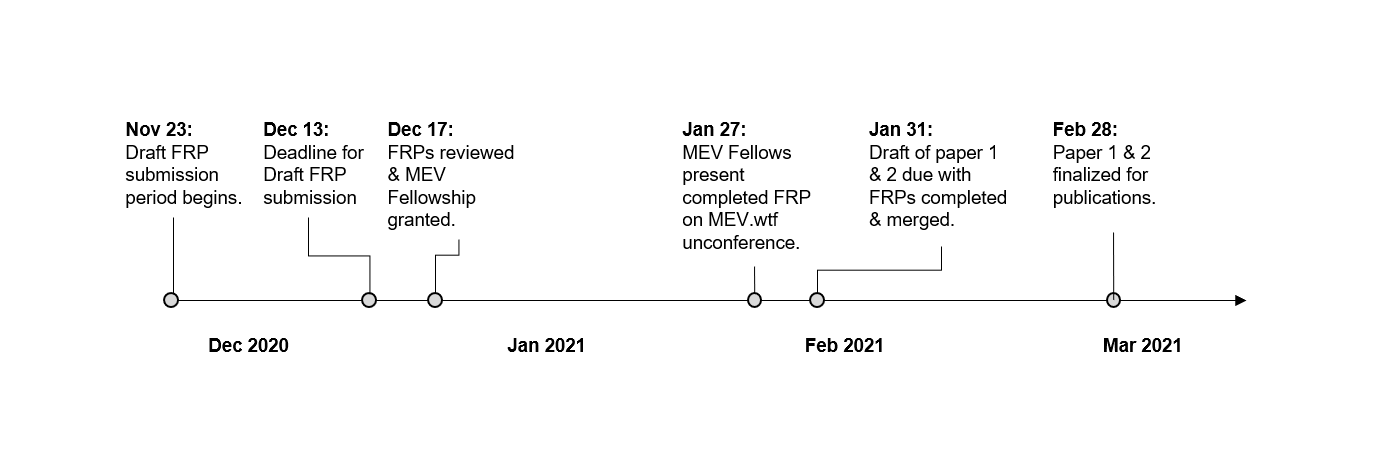 Nov 23:
Draft FRP
submission
period begins.
Dec 13:
Deadline for
Draft FRP
submission
Dec 17:
FRPs reviewed
& MEV
Fellowship
granted.
Jan 27:
MEV Fellows
present
completed FRP
on MEV.wtf
unconference.
Jan 31:
Draft of paper 1
& 2 due with
FRPs completed
& merged.
Feb 28:
Paper 1 & 2
finalized for
publications.
Dec 2020
Jan 2021
Feb 2021
Mar 2021